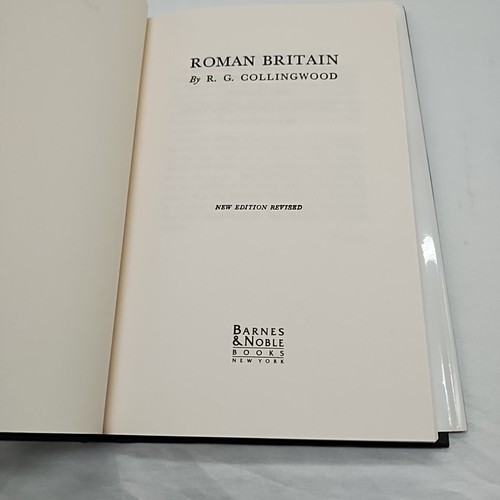 ROMAN BRITAIN
By R. G. COLLINGWOOD
NEW EDITION REVISED
BARNES
& NOBLE
BOOKS
NEW YORK